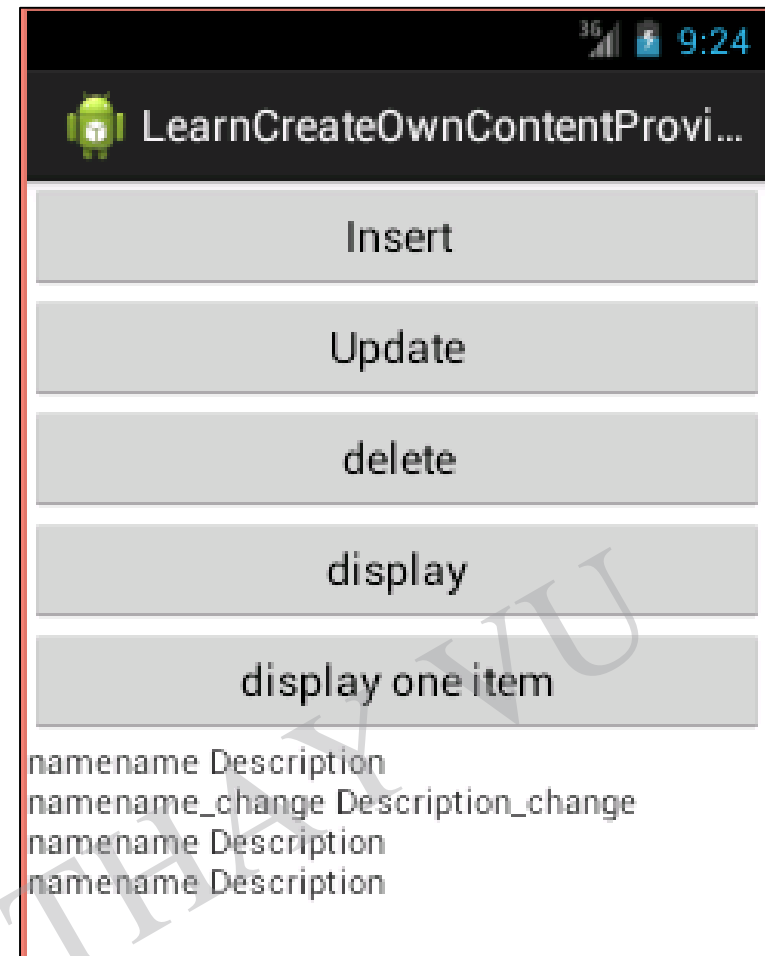 3G 9:24
LearnCreateOwnContentProvi...
Insert
Update
delete
display
display one item
namename Description
namename_change Description_change
namename Description
namename Description
THAY VU